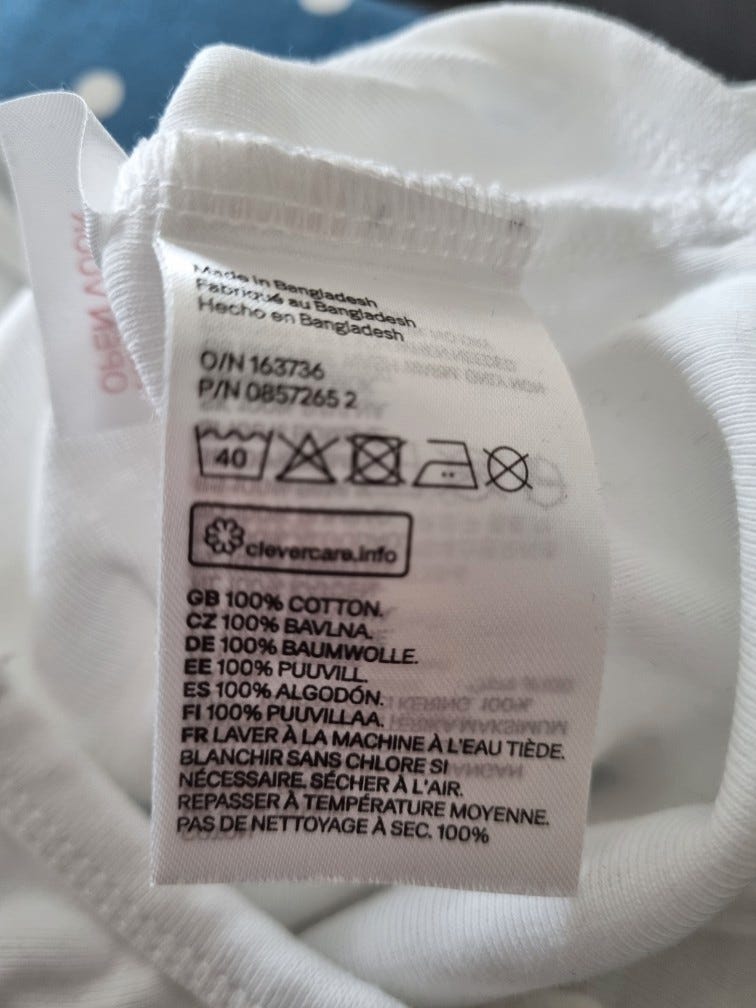 Made in Bangladesh
Fabriqué au Bangladesh
Hecho en Bangladesh
O/N 163736
P/N 0857265 2
40
clevercare.info
GB 100% COTTON.
CZ 100% BAVLNA.
DE 100% BAUMWOLLE.
EE 100% PUUVILL.
ES 100% ALGODÓN.
FI 100% PUUVILLAA.
FR LAVER À LA MACHINE À L'EAU TIÈDE.
BLANCHIR SANS CHLORE SI
NÉCESSAIRE. SÉCHER À L'AIR.
REPASSER À TEMPÉRATURE MOYENNE.
PAS DE NETTOYAGE À SEC. 100%